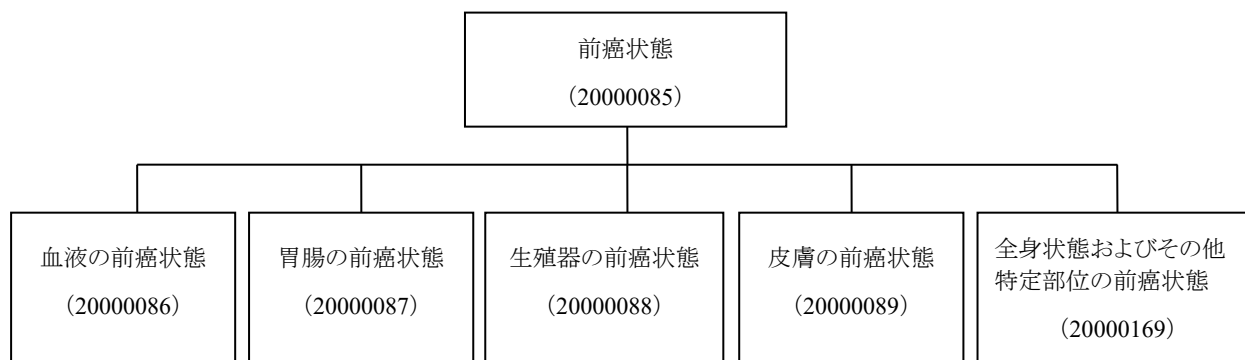 前癌状態
（20000085）
血液の前癌状態
（20000086）
胃腸の前癌状態
（20000087）
生殖器の前癌状態
（20000088）
皮膚の前癌状態
（20000089）
全身状態およびその他
特定部位の前癌状態
（20000169）